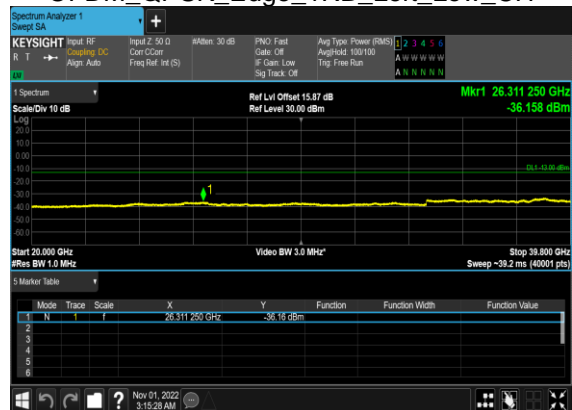 Spectrum Analyzer 1
Swept SA
+
KEYSIGHT Input: RF
R T Coupling: DC
Align: Auto
Input Z: 50 Ω
Corr CCorr
Freq Ref: Int (S)
#Atten: 30 dB
PNO: Fast
Gate: Off
IF Gain: Low
Sig Track: Off
Avg Type: Power (RMS)
Avg|Hold: 100/100
Trig: Free Run
1 2 3 4 5 6
A W W W W W
A N N N N N
LW
1 Spectrum
Scale/Div 10 dB
Ref Lvl Offset 15.87 dB
Ref Level 30.00 dBm
Mkr1 26.311 250 GHz
-36.158 dBm
Log
20.0
10.0
0.00
-10.0
DL1 -13.00 dBm
-20.0
-30.0
1
-40.0
-50.0
-60.0
Start 20.000 GHz
#Res BW 1.0 MHz
Video BW 3.0 MHz*
Stop 39.800 GHz
Sweep ~39.2 ms (40001 pts)
5 Marker Table
Mode Trace Scale X Y Function Function Width Function Value
1 N 1 f 26.311 250 GHz -36.16 dBm
2
3
4
5
6
?
Nov 01, 2022
3:15:28 AM